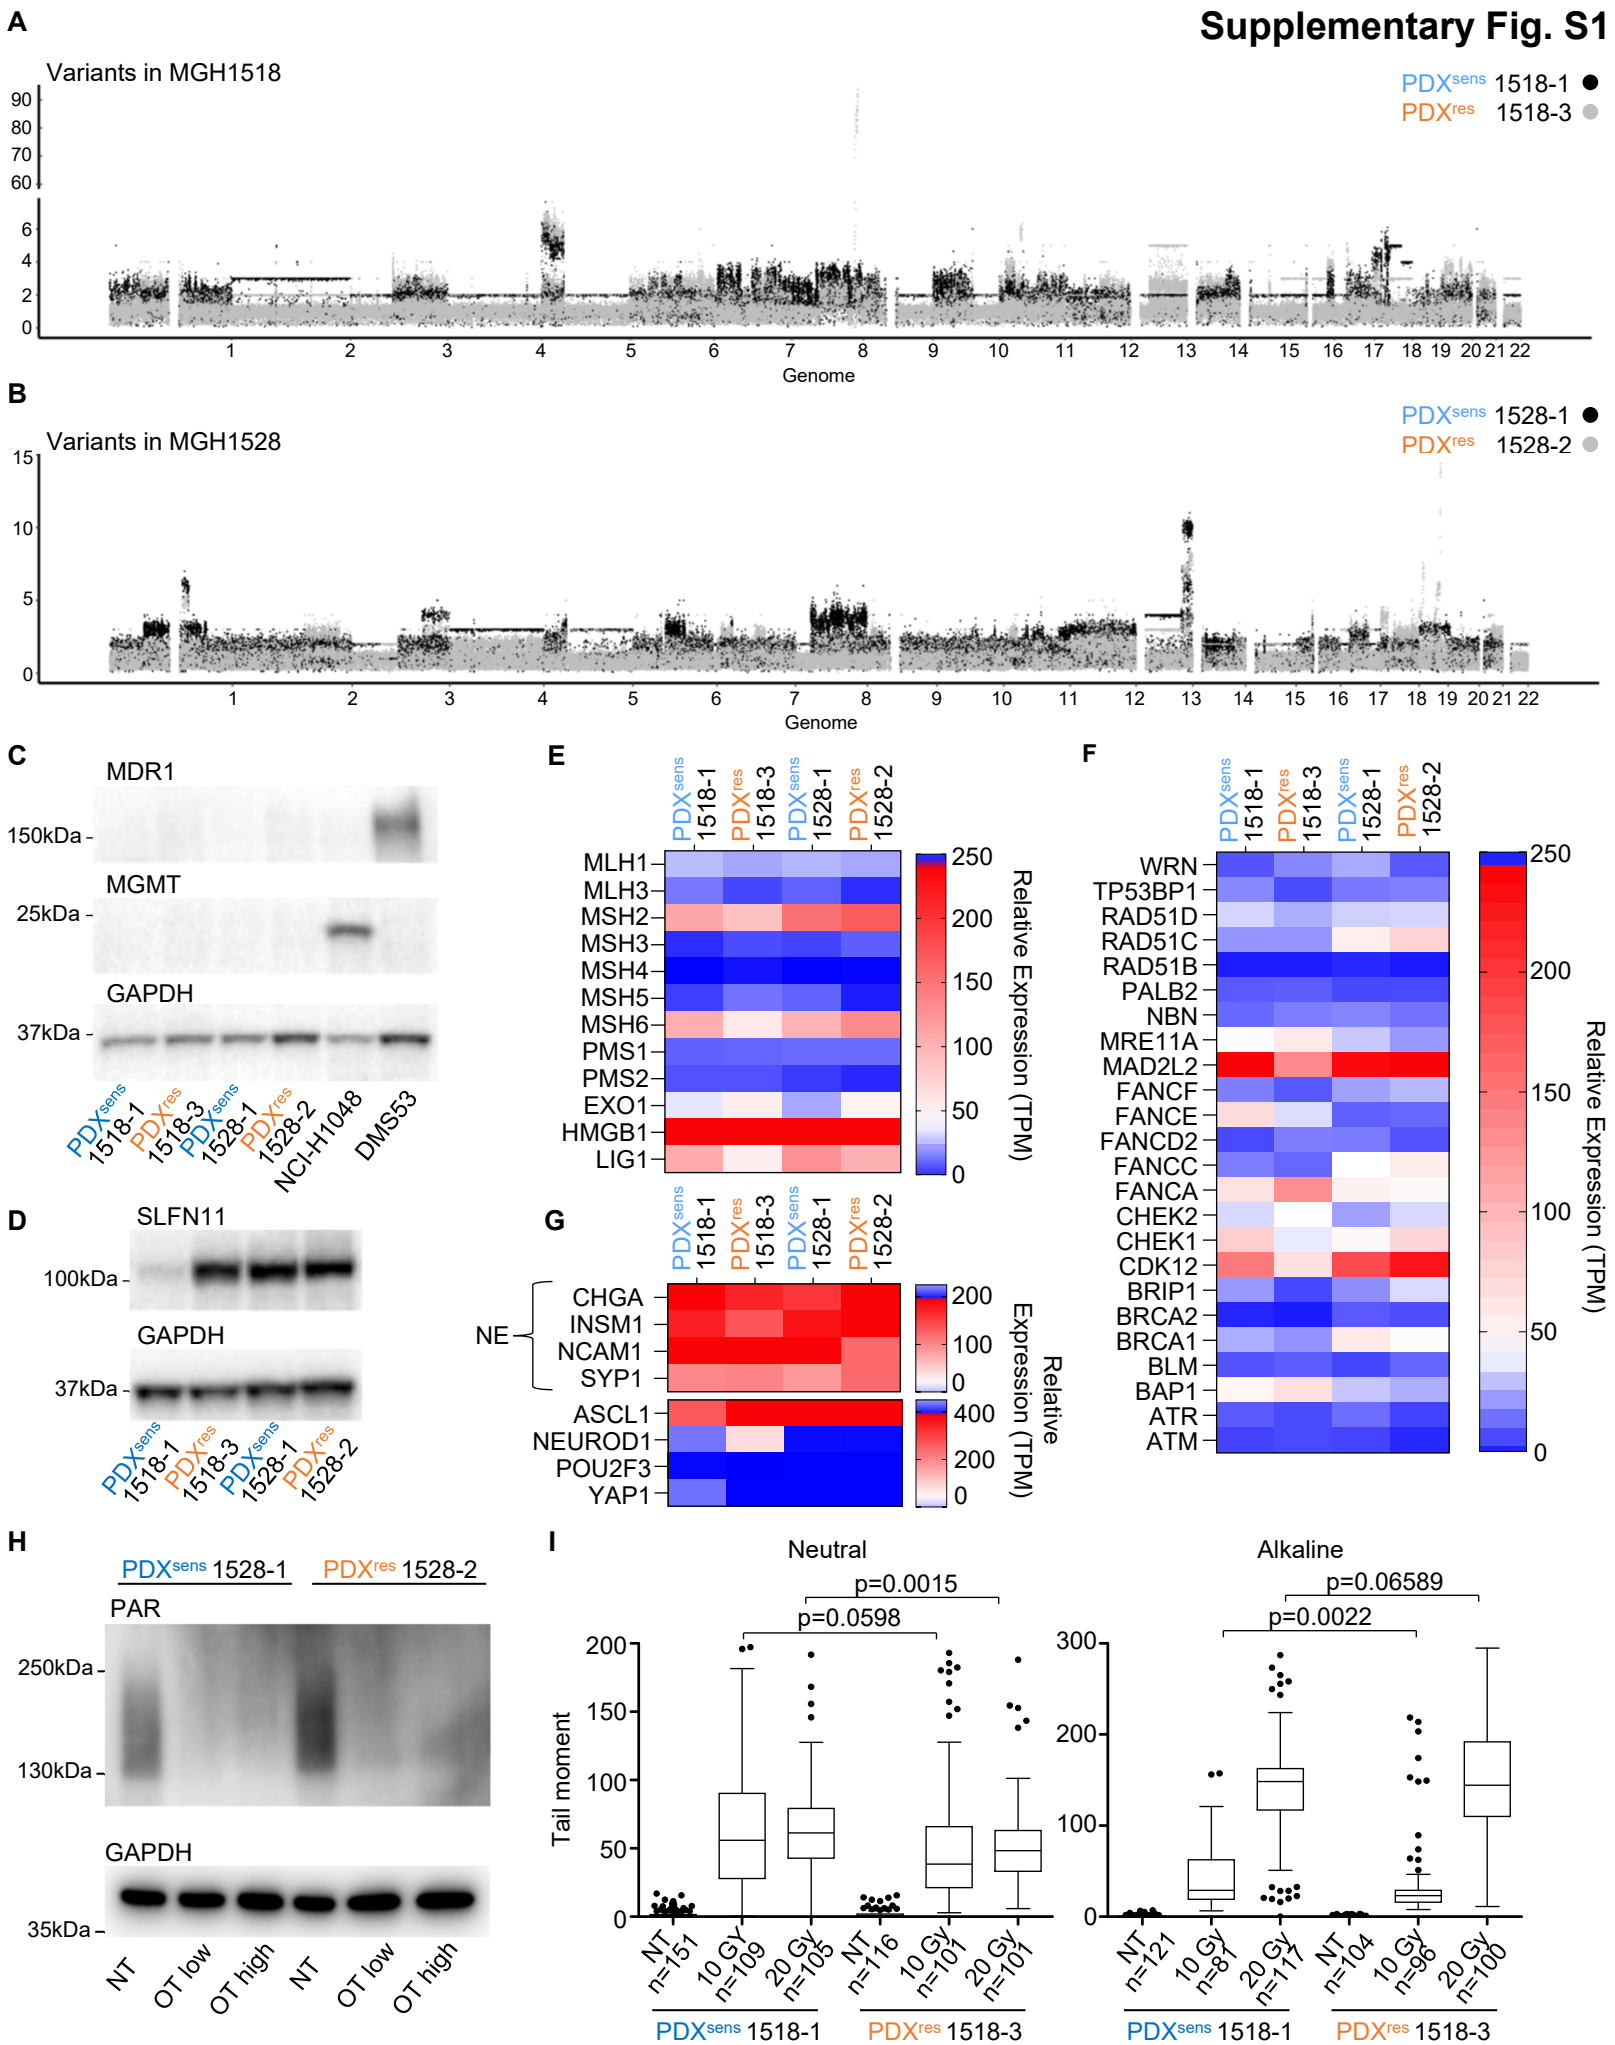 Supplementary Fig. S1
A
Variants in MGH1518
PDXsens 1518-1
PDXres 1518-3
90
80
70
60
6
4
2
0
1 2 3 4 5 6 7 8 9 10 11 12 13 14 15 16 17 18 19 20 21 22
Genome
B
Variants in MGH1528
PDXsens 1528-1
PDXres 1528-2
15
10
5
0
1 2 3 4 5 6 7 8 9 10 11 12 13 14 15 16 17 18 19 20 21 22
Genome
C
MDR1
150kDa
MGMT
25kDa
GAPDH
37kDa
PDXsens 1518-1
PDXres 1518-3
PDXsens 1528-1
PDXres 1528-2
NCI-H1048
DMS53
D
SLFN11
100kDa
GAPDH
37kDa
PDXsens 1518-1
PDXres 1518-3
PDXsens 1528-1
PDXres 1528-2
E
PDXsens 1518-1
PDXres 1518-3
PDXsens 1528-1
PDXres 1528-2
MLH1
MLH3
MSH2
MSH3
MSH4
MSH5
MSH6
PMS1
PMS2
EXO1
HMGB1
LIG1
250
200
150
100
50
0
Relative Expression (TPM)
F
PDXsens 1518-1
PDXres 1518-3
PDXsens 1528-1
PDXres 1528-2
WRN
TP53BP1
RAD51D
RAD51C
RAD51B
PALB2
NBN
MRE11A
MAD2L2
FANCF
FANCE
FANCD2
FANCC
FANCA
CHEK2
CHEK1
CDK12
BRIP1
BRCA2
BRCA1
BLM
BAP1
ATR
ATM
250
200
150
100
50
0
Relative Expression (TPM)
G
PDXsens 1518-1
PDXres 1518-3
PDXsens 1528-1
PDXres 1528-2
NE
CHGA
INSM1
NCAM1
SYP1
ASCL1
NEUROD1
POU2F3
YAP1
200
100
0
400
200
0
Relative
Expression (TPM)
H
PDXsens 1528-1
PDXres 1528-2
PAR
250kDa
130kDa
GAPDH
35kDa
NT
OT low
OT high
NT
OT low
OT high
I
Neutral
p=0.0015
p=0.0598
Tail moment
200
150
100
50
0
NT n=151
10 Gy n=109
20 Gy n=105
NT n=116
10 Gy n=101
20 Gy n=101
PDXsens 1518-1
PDXres 1518-3
Alkaline
p=0.06589
p=0.0022
300
200
100
0
NT n=121
10 Gy n=81
20 Gy n=117
NT n=104
10 Gy n=96
20 Gy n=100
PDXsens 1518-1
PDXres 1518-3